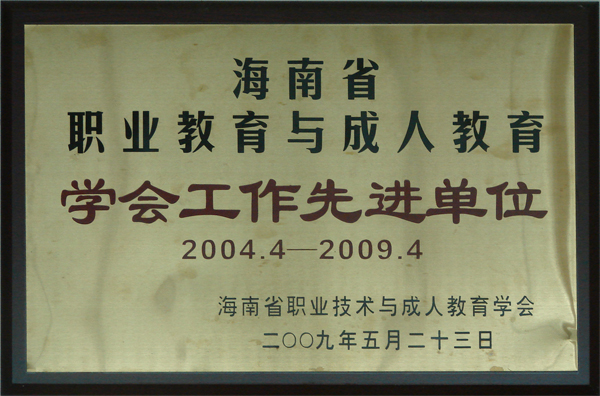 海南省
职业教育与成人教育
学会工作先进单位
2004.4—2009.4
海南省职业技术与成人教育学会
二〇〇九年五月二十三日